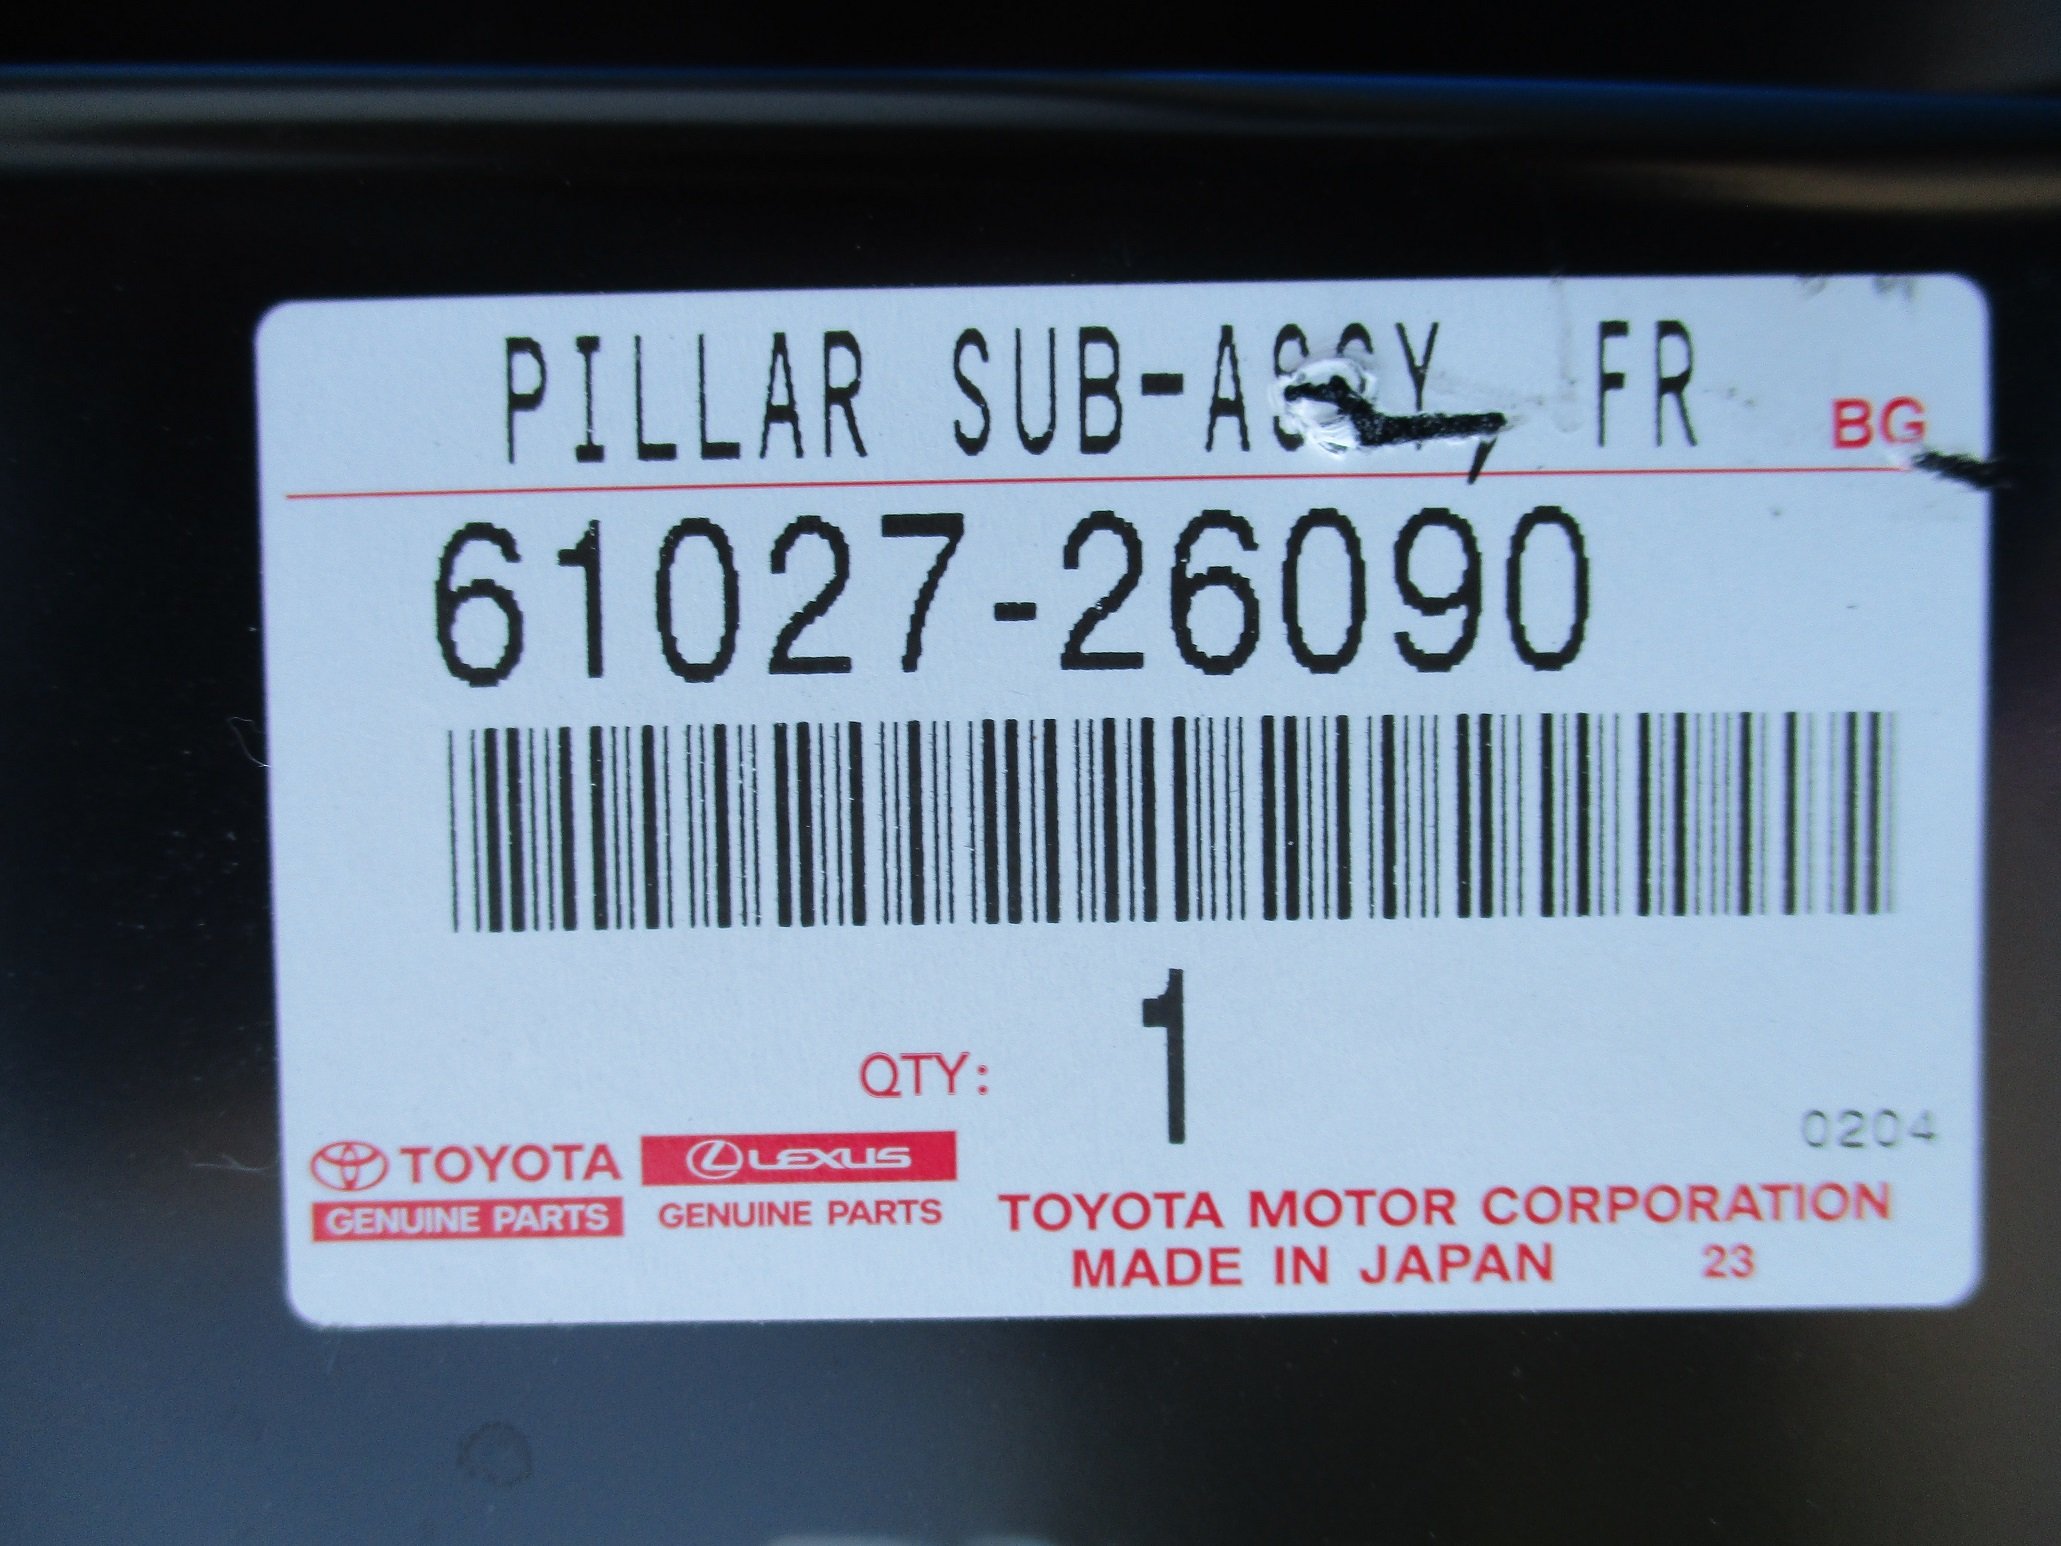 PILLAR SUB-ASSY, FR
BG
61027-26090
QTY: 1
0204
TOYOTA
GENUINE PARTS
LEXUS
GENUINE PARTS
TOYOTA MOTOR CORPORATION
MADE IN JAPAN 23